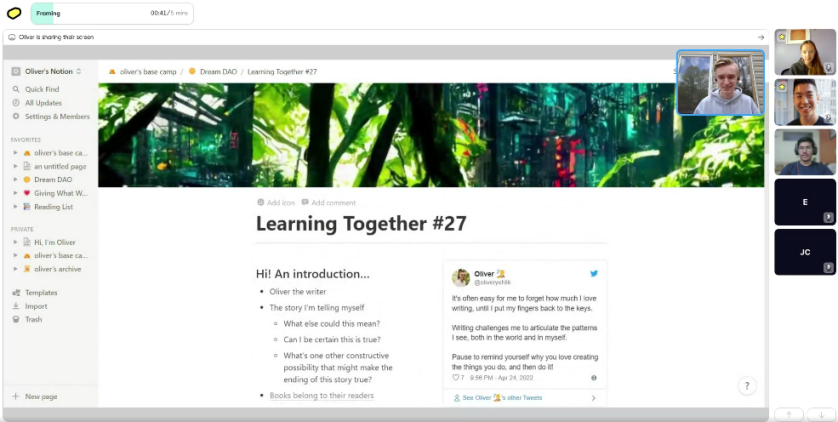 Framing
00:41/5 mins
Oliver is sharing their screen
Oliver's Notion
oliver's base camp / Dream DAO / Learning Together #27
Quick Find
All Updates
Settings & Members
FAVORITES
oliver's base ca...
an untitled page
Dream DAO
Giving What W...
Reading List
PRIVATE
Hi, I'm Oliver
oliver's base ca...
oliver's archive
Templates
Import
Trash
New page
Add icon Add comment
Learning Together #27
Hi! An introduction...
Oliver the writer
The story I'm telling myself
What else could this mean?
Can I be certain this is true?
What's one other constructive
possibility that might make the
ending of this story true?
Books belong to their readers
Oliver
It's often easy for me to forget how much I love
writing, until I put my fingers back to the keys.
Writing challenges me to articulate the patterns
I see, both in the world and in myself.
Pause to remind yourself why you love creating
the things you do, and then do it!
7 9:56 PM · Apr 24, 2022
See Oliver's other Tweets
?
E
JC